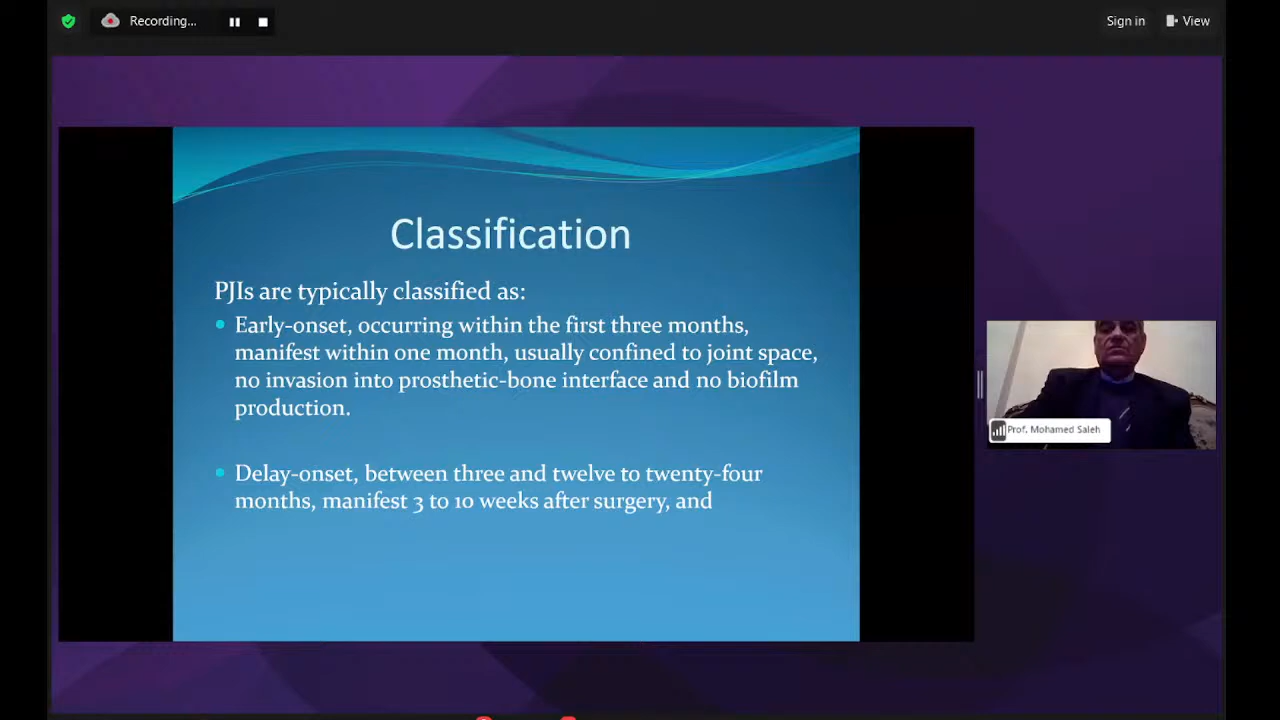 Recording...
Sign in
View
Classification
PJIs are typically classified as:
Early-onset, occurring within the first three months,
manifest within one month, usually confined to joint space,
no invasion into prosthetic-bone interface and no biofilm
production.
Delay-onset, between three and twelve to twenty-four
months, manifest 3 to 10 weeks after surgery, and
Prof. Mohamed Saleh